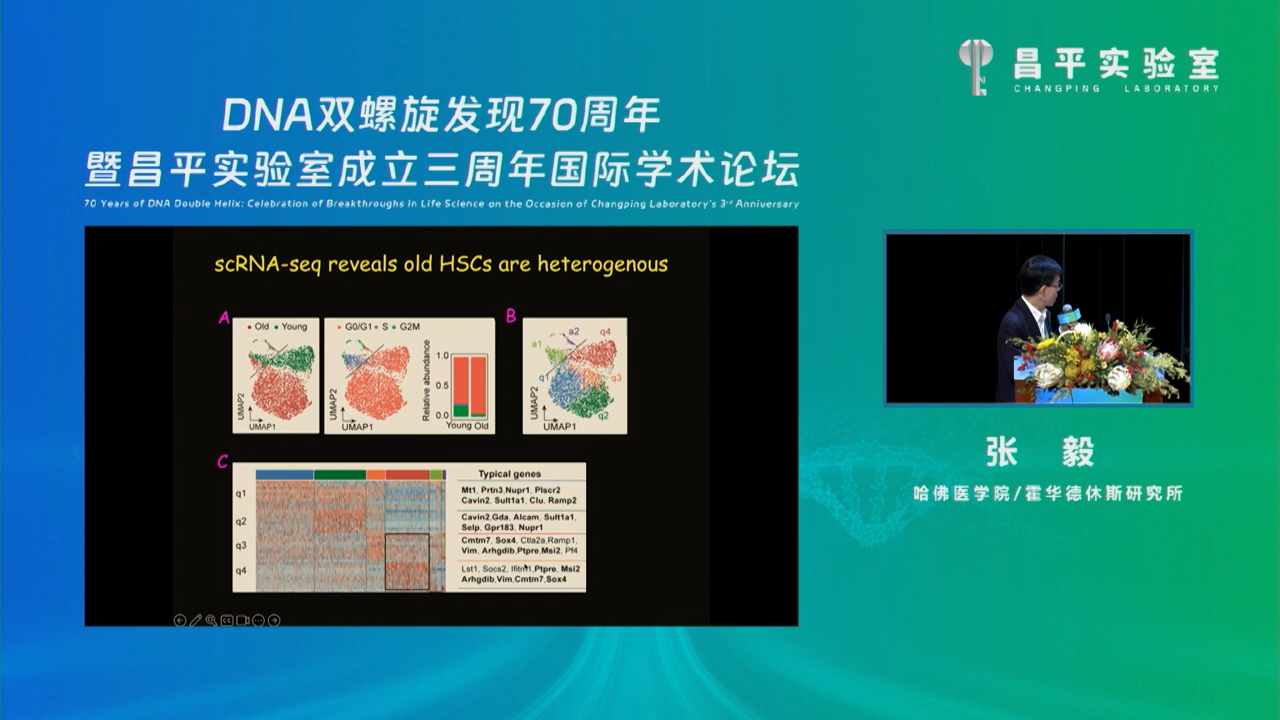 昌平实验室
CHANGPING LABORATORY
DNA双螺旋发现70周年
暨昌平实验室成立三周年国际学术论坛
70 Years of DNA Double Helix: Celebration of Breakthroughs in Life Science on the Occasion of Changping Laboratory's 3rd Anniversary
scRNA-seq reveals old HSCs are heterogenous
A
Old Young
UMAP2
UMAP1
G0/G1 S G2M
UMAP2
UMAP1
Relative abundance
1.0
0.5
0.0
Young Old
B
a2 q4
a1
q1 q3
q2
UMAP2
UMAP1
C
q1
q2
q3
q4
Typical genes
Mt1, Prtn3,Nupr1, Plscr2
Cavin2, Sult1a1, Clu, Ramp2
Cavin2,Gda, Alcam, Sult1a1,
Selp, Gpr183, Nupr1
Cmtm7, Sox4, Ctla2a,Ramp1,
Vim, Arhgdib,Ptpre,Msi2, Pf4
Lst1, Socs2, Ifitm1,Ptpre, Msi2
Arhgdib,Vim,Cmtm7,Sox4
张 毅
哈佛医学院/霍华德休斯研究所